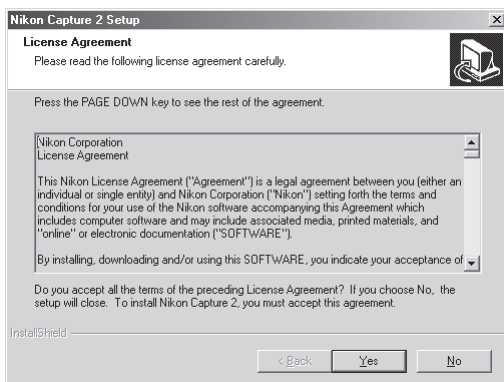 Nikon Capture 2 Setup
License Agreement
Please read the following license agreement carefully.
Press the PAGE DOWN key to see the rest of the agreement.
Nikon Corporation
License Agreement
This Nikon License Agreement ("Agreement") is a legal agreement between you (either an
individual or single entity) and Nikon Corporation ("Nikon") setting forth the terms and
conditions for your use of the Nikon software accompanying this Agreement which
includes computer software and may include associated media, printed materials, and
"online" or electronic documentation ("SOFTWARE").
By installing, downloading and/or using this SOFTWARE, you indicate your acceptance of
Do you accept all the terms of the preceding License Agreement? If you choose No, the
setup will close. To install Nikon Capture 2, you must accept this agreement.
InstallShield
< Back Yes No